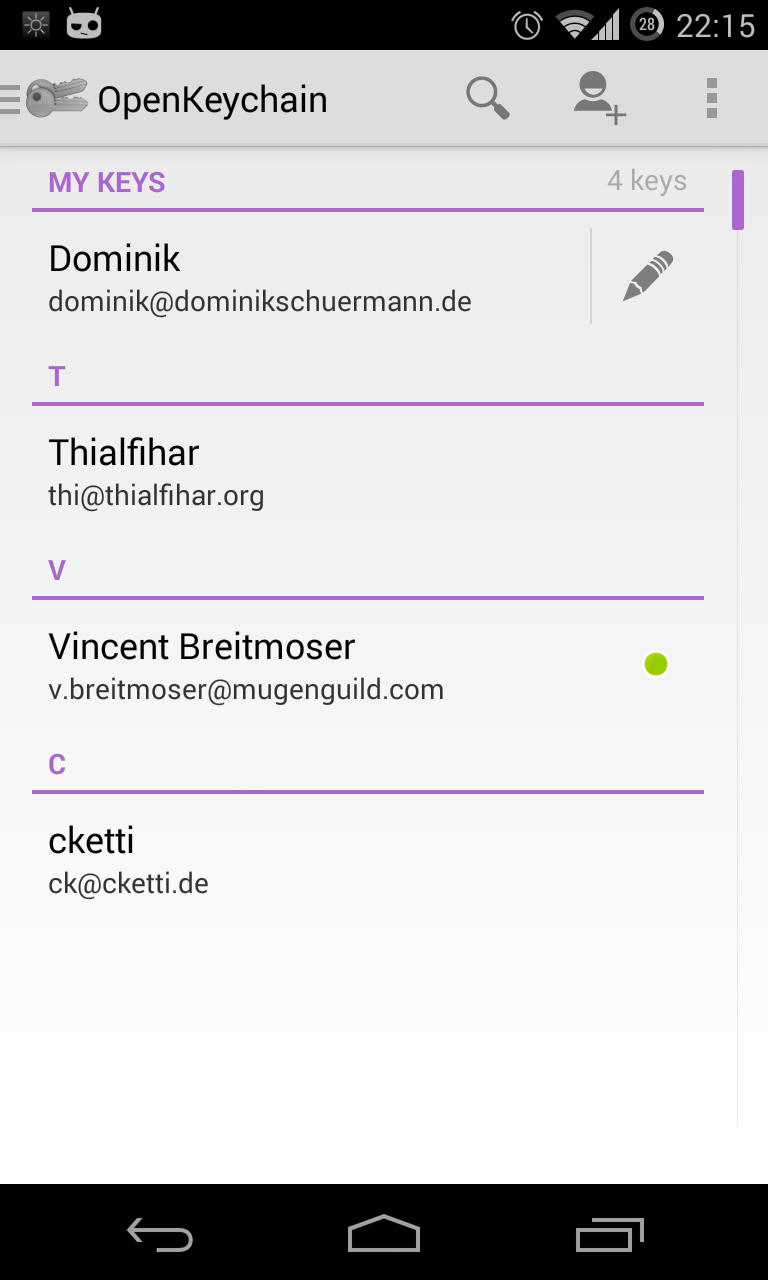 28 22:15
OpenKeychain
MY KEYS 4 keys
Dominik
dominik@dominikschuermann.de
T
Thialfihar
thi@thialfihar.org
V
Vincent Breitmoser
v.breitmoser@mugenguild.com
C
cketti
ck@cketti.de